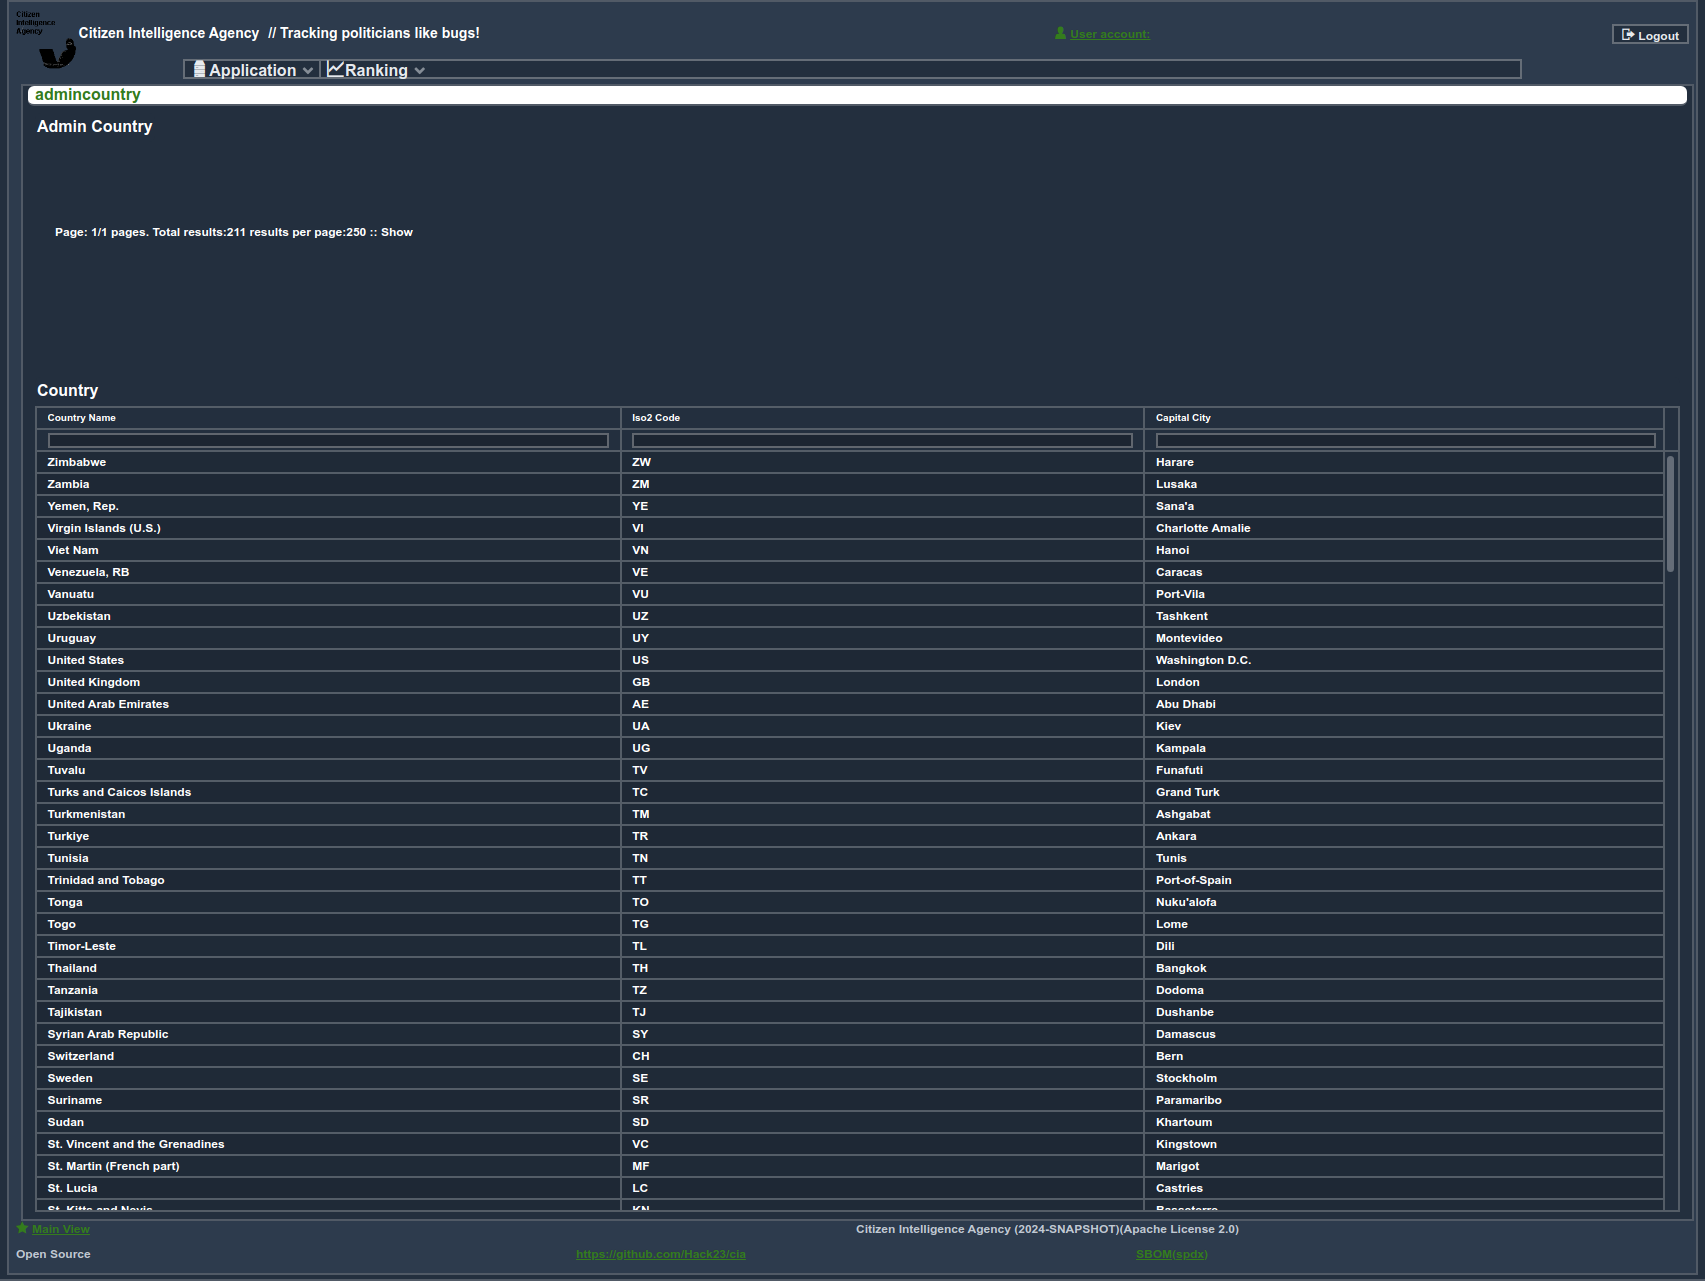 Citizen
Intelligence
Agency
Citizen Intelligence Agency // Tracking politicians like bugs!
User account:
Logout
Application
Ranking
admincountry
Admin Country
Page: 1/1 pages. Total results:211 results per page:250 :: Show
Country
Country Name Iso2 Code Capital City
Zimbabwe ZW Harare
Zambia ZM Lusaka
Yemen, Rep. YE Sana'a
Virgin Islands (U.S.) VI Charlotte Amalie
Viet Nam VN Hanoi
Venezuela, RB VE Caracas
Vanuatu VU Port-Vila
Uzbekistan UZ Tashkent
Uruguay UY Montevideo
United States US Washington D.C.
United Kingdom GB London
United Arab Emirates AE Abu Dhabi
Ukraine UA Kiev
Uganda UG Kampala
Tuvalu TV Funafuti
Turks and Caicos Islands TC Grand Turk
Turkmenistan TM Ashgabat
Turkiye TR Ankara
Tunisia TN Tunis
Trinidad and Tobago TT Port-of-Spain
Tonga TO Nuku'alofa
Togo TG Lome
Timor-Leste TL Dili
Thailand TH Bangkok
Tanzania TZ Dodoma
Tajikistan TJ Dushanbe
Syrian Arab Republic SY Damascus
Switzerland CH Bern
Sweden SE Stockholm
Suriname SR Paramaribo
Sudan SD Khartoum
St. Vincent and the Grenadines VC Kingstown
St. Martin (French part) MF Marigot
St. Lucia LC Castries
St. Kitts and Nevis KN Basseterre
Main View
Citizen Intelligence Agency (2024-SNAPSHOT)(Apache License 2.0)
Open Source
https://github.com/Hack23/cia
SBOM(spdx)